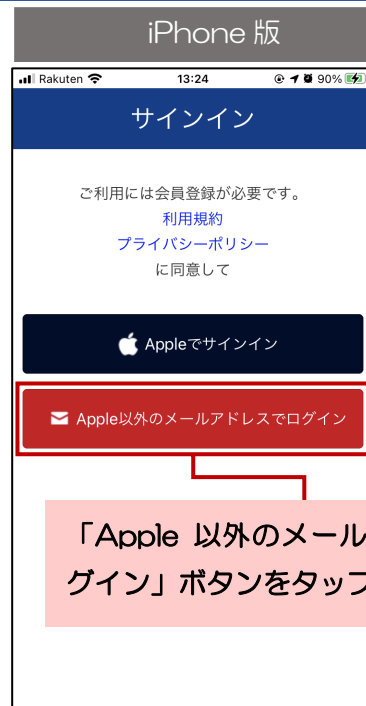 iPhone 版
Rakuten 13:24 90%
サインイン
ご利用には会員登録が必要です。
利用規約
プライバシーポリシー
に同意して
Appleでサインイン
Apple以外のメールアドレスでログイン
「Apple 以外のメール
グイン」ボタンをタップ